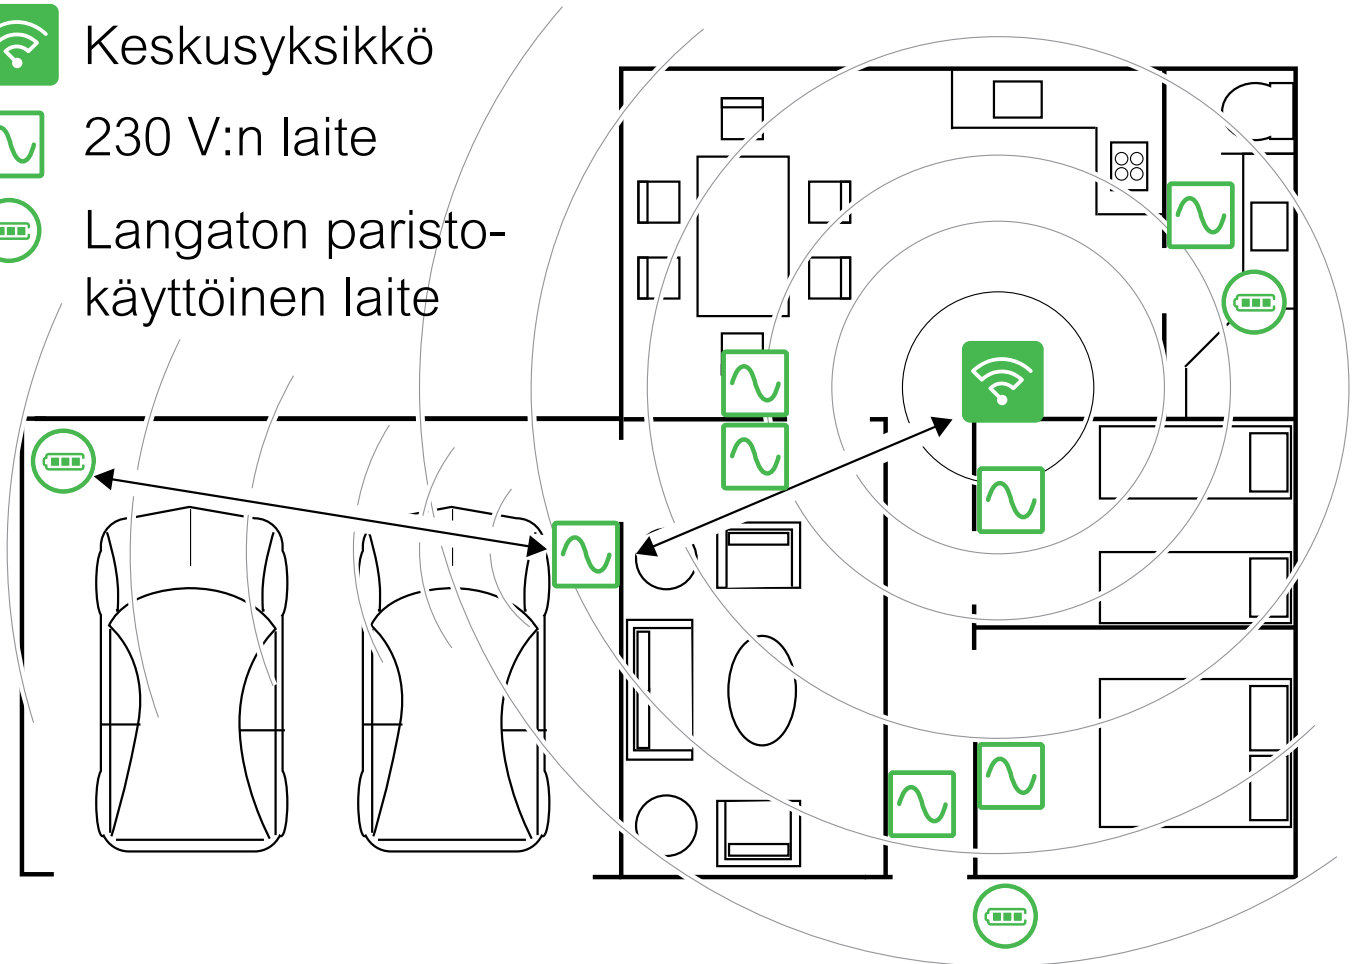 Keskusyksikkö
230 V:n laite
Langaton paristo-
käyttöinen laite